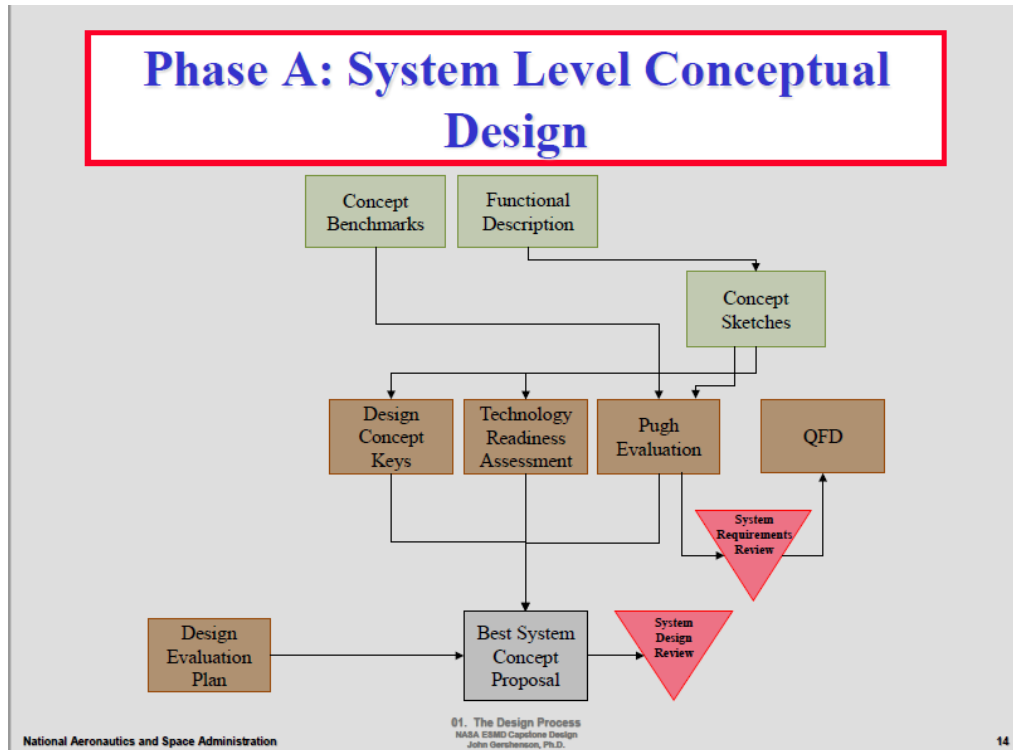 Phase A: System Level Conceptual
Design
Concept
Benchmarks
Functional
Description
Concept
Sketches
Design
Concept
Keys
Technology
Readiness
Assessment
Pugh
Evaluation
QFD
System
Requirements
Review
Design
Evaluation
Plan
Best System
Concept
Proposal
System
Design
Review
National Aeronautics and Space Administration
01. The Design Process
NASA ESMD Capstone Design
John Gershenson, Ph.D.
14